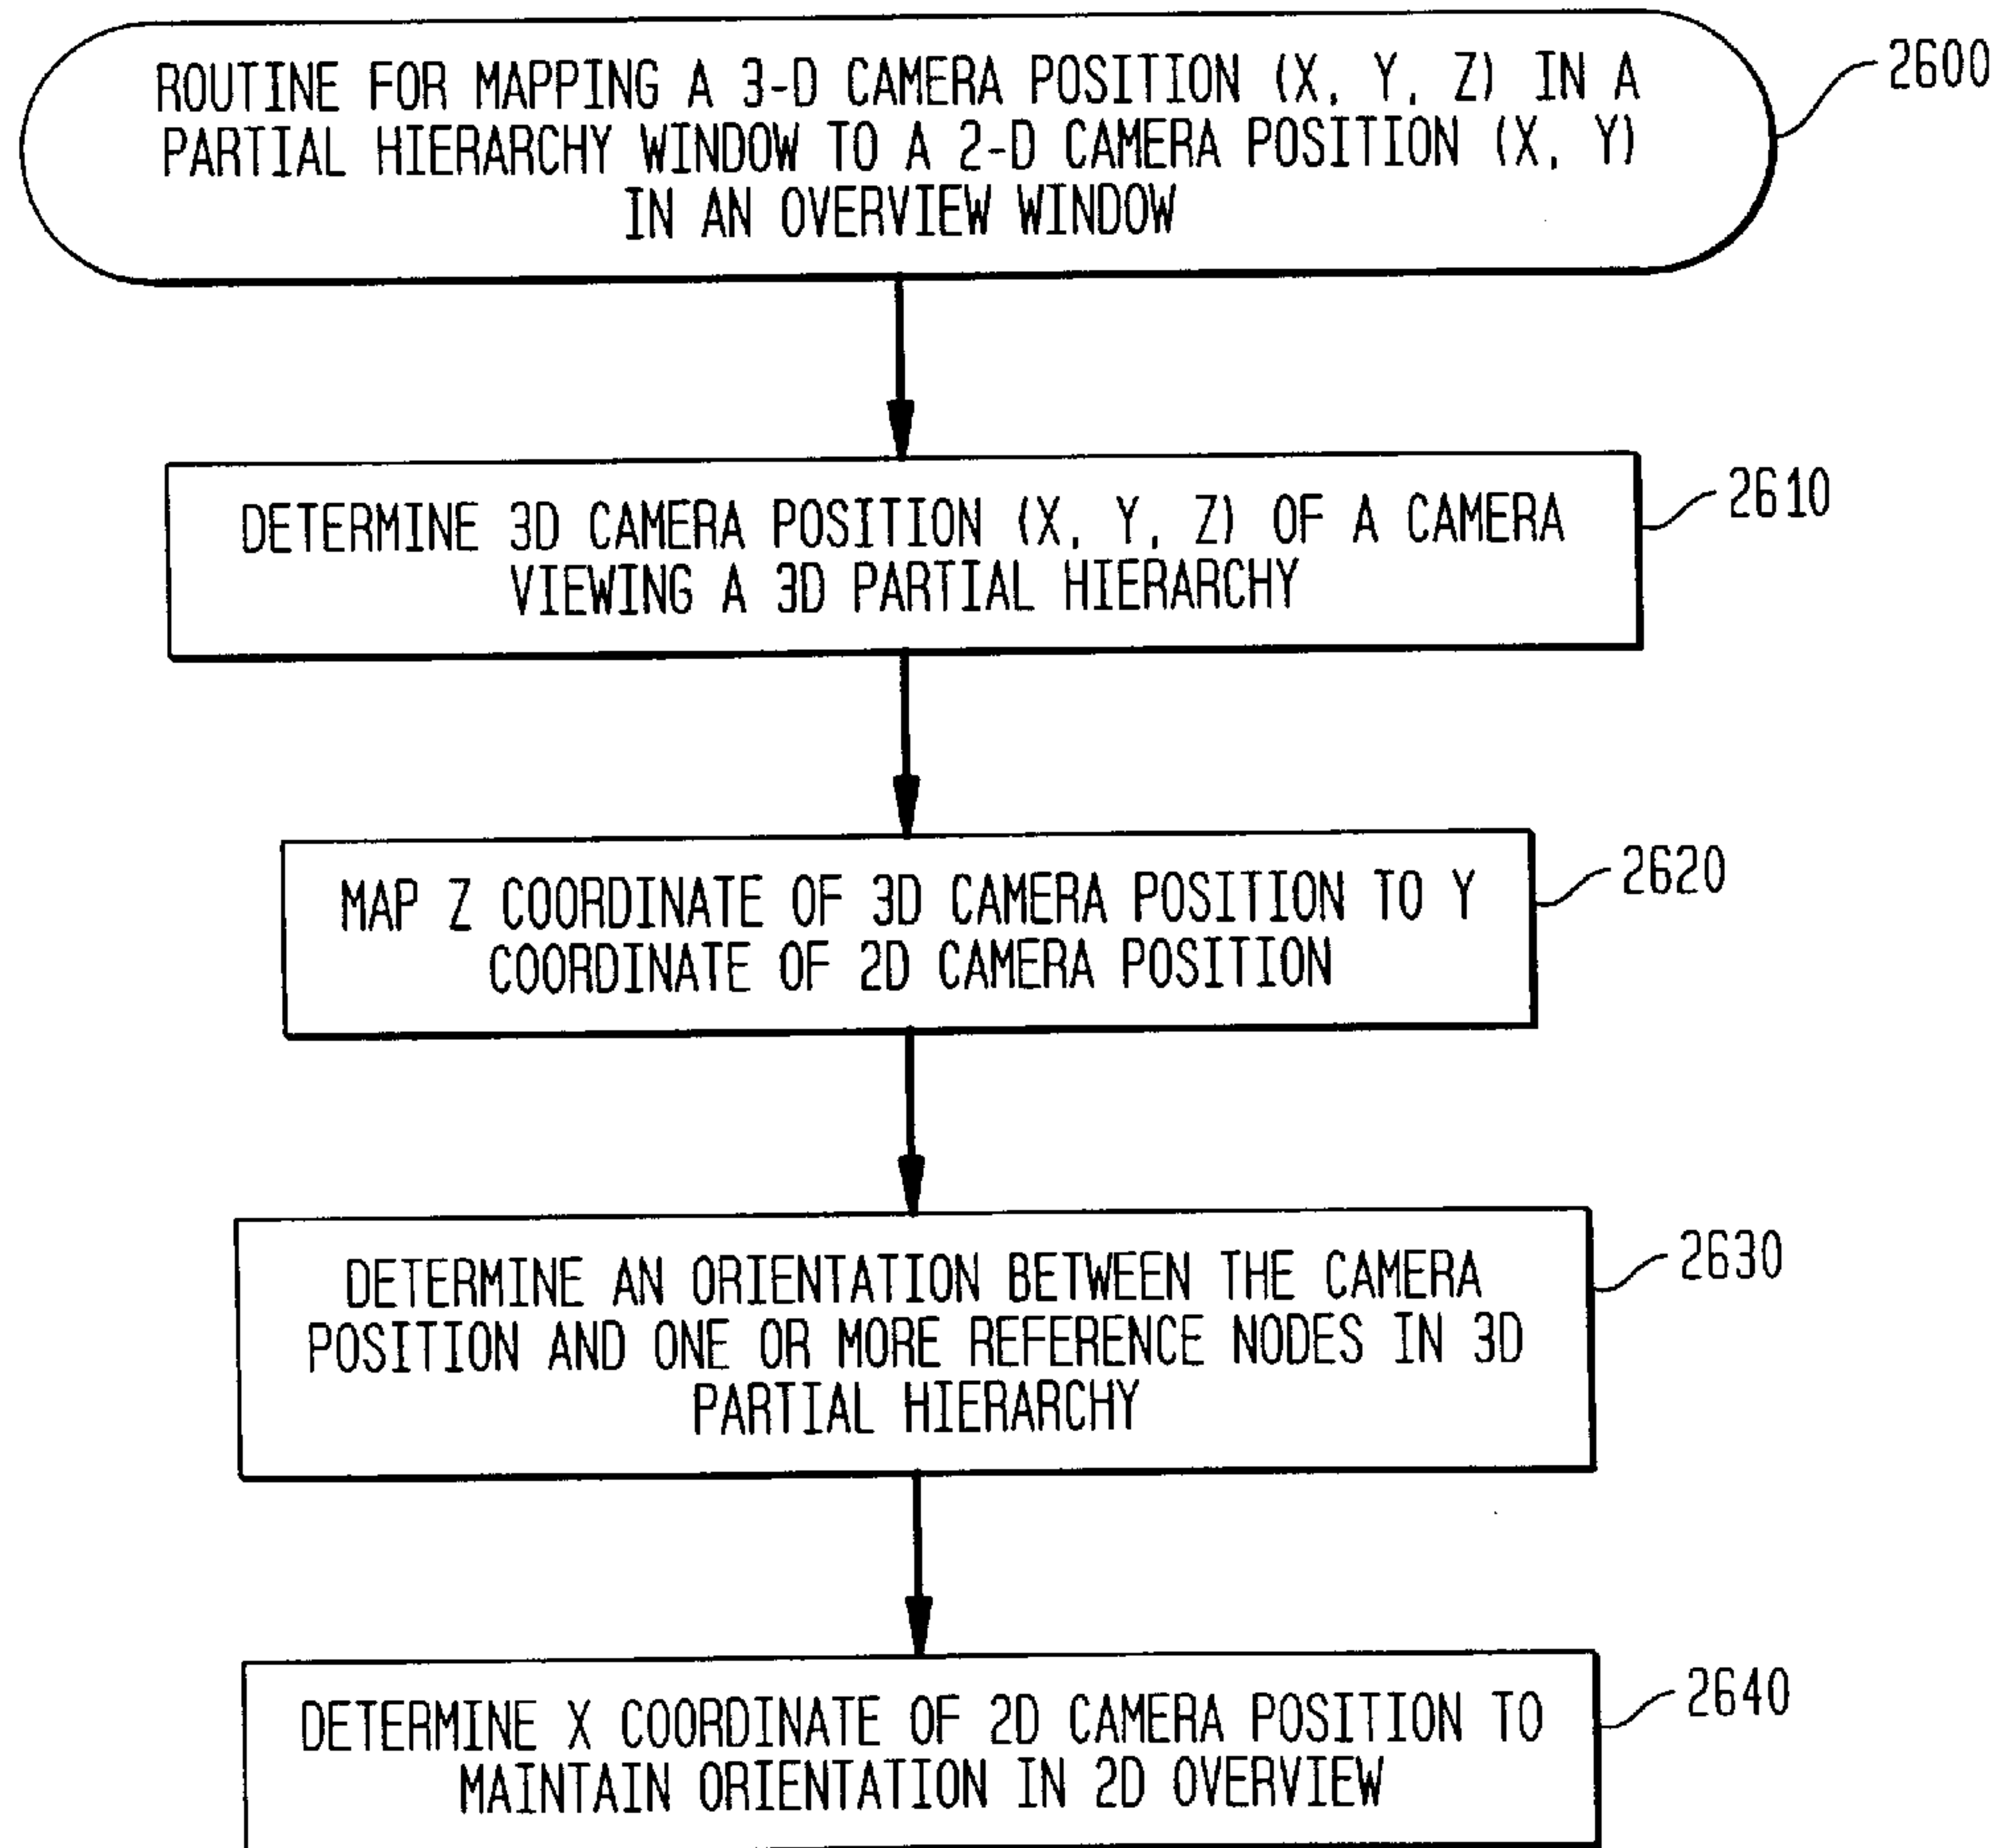 ROUTINE FOR MAPPING A 3-D CAMERA POSITION (X, Y, Z) IN A
PARTIAL HIERARCHY WINDOW TO A 2-D CAMERA POSITION (X, Y)
IN AN OVERVIEW WINDOW
2600
DETERMINE 3D CAMERA POSITION (X, Y, Z) OF A CAMERA
VIEWING A 3D PARTIAL HIERARCHY
2610
MAP Z COORDINATE OF 3D CAMERA POSITION TO Y
COORDINATE OF 2D CAMERA POSITION
2620
DETERMINE AN ORIENTATION BETWEEN THE CAMERA
POSITION AND ONE OR MORE REFERENCE NODES IN 3D
PARTIAL HIERARCHY
2630
DETERMINE X COORDINATE OF 2D CAMERA POSITION TO
MAINTAIN ORIENTATION IN 2D OVERVIEW
2640